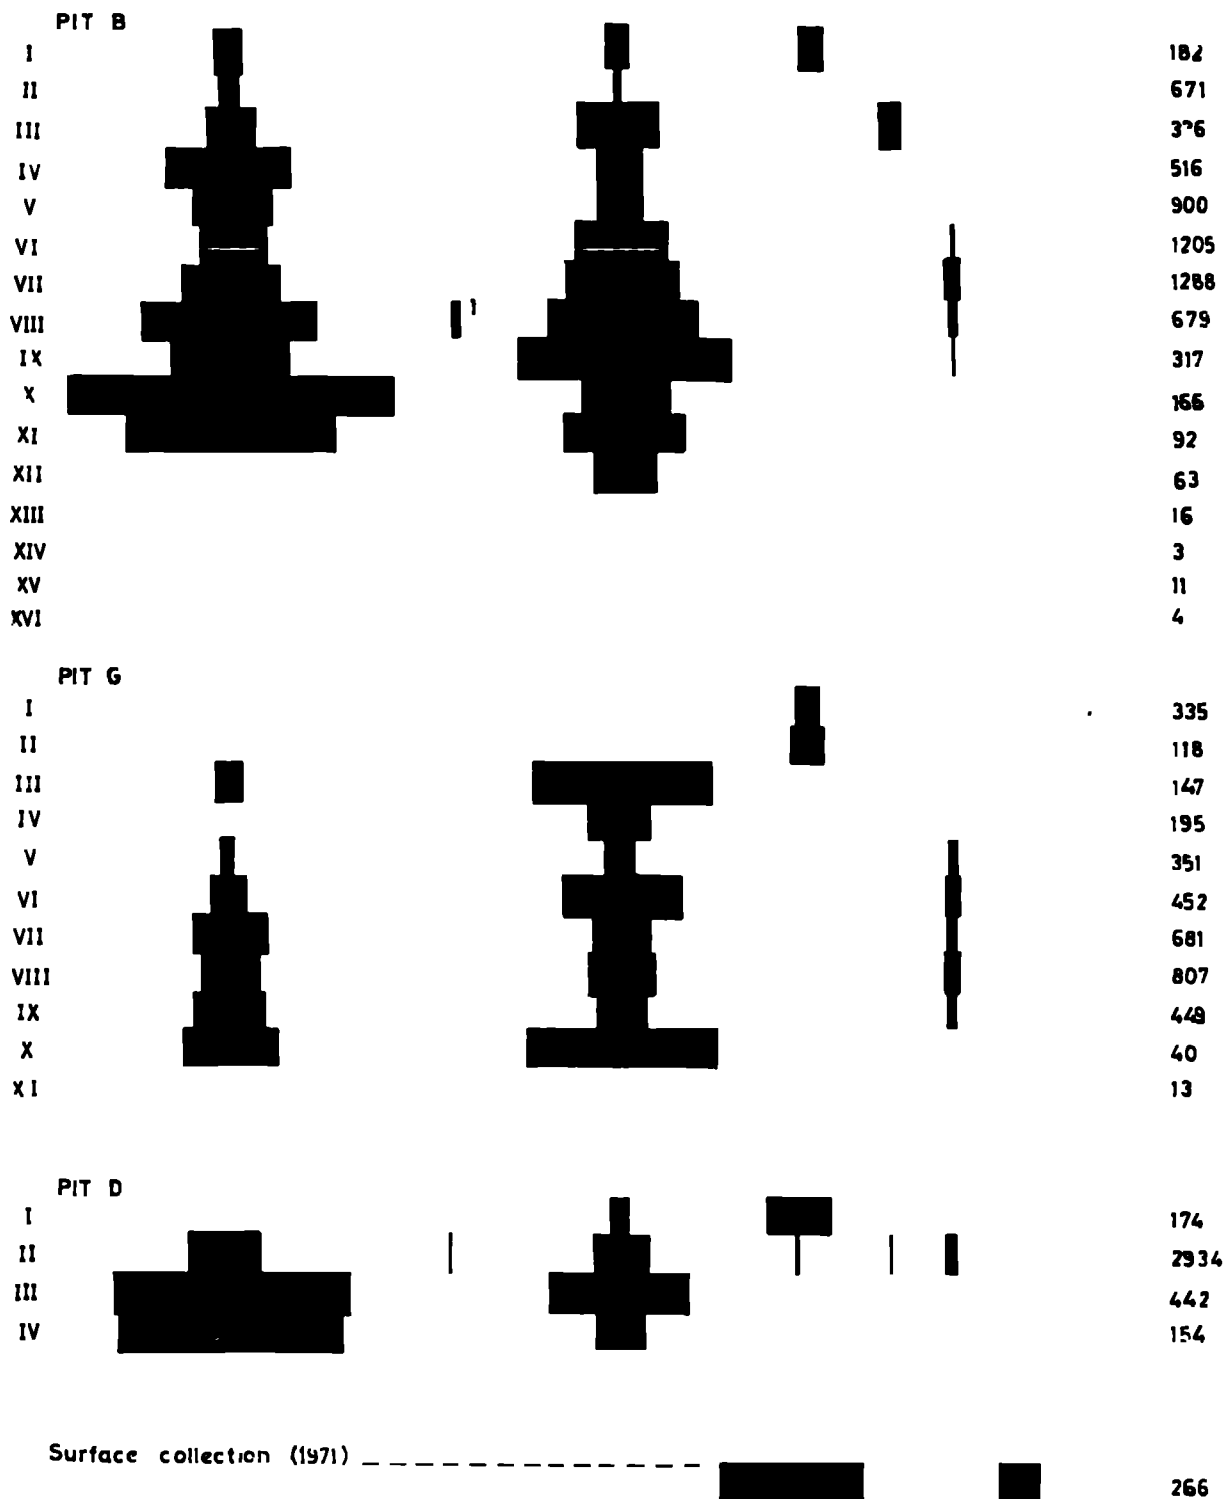 PIT B
I 182
II 671
III
IV 516
V 900
VI 1205
VII 1288
VIII 679
IX 317
X 166
XI 92
XII 63
XIII 16
XIV 3
XV 11
XVI 4
PIT G
I 335
II 118
III 147
IV 195
V 351
VI 452
VII 681
VIII 807
IX 449
X 40
XI 13
PIT D
I 174
II 2934
III 442
IV 154
Surface collection (1971)
266